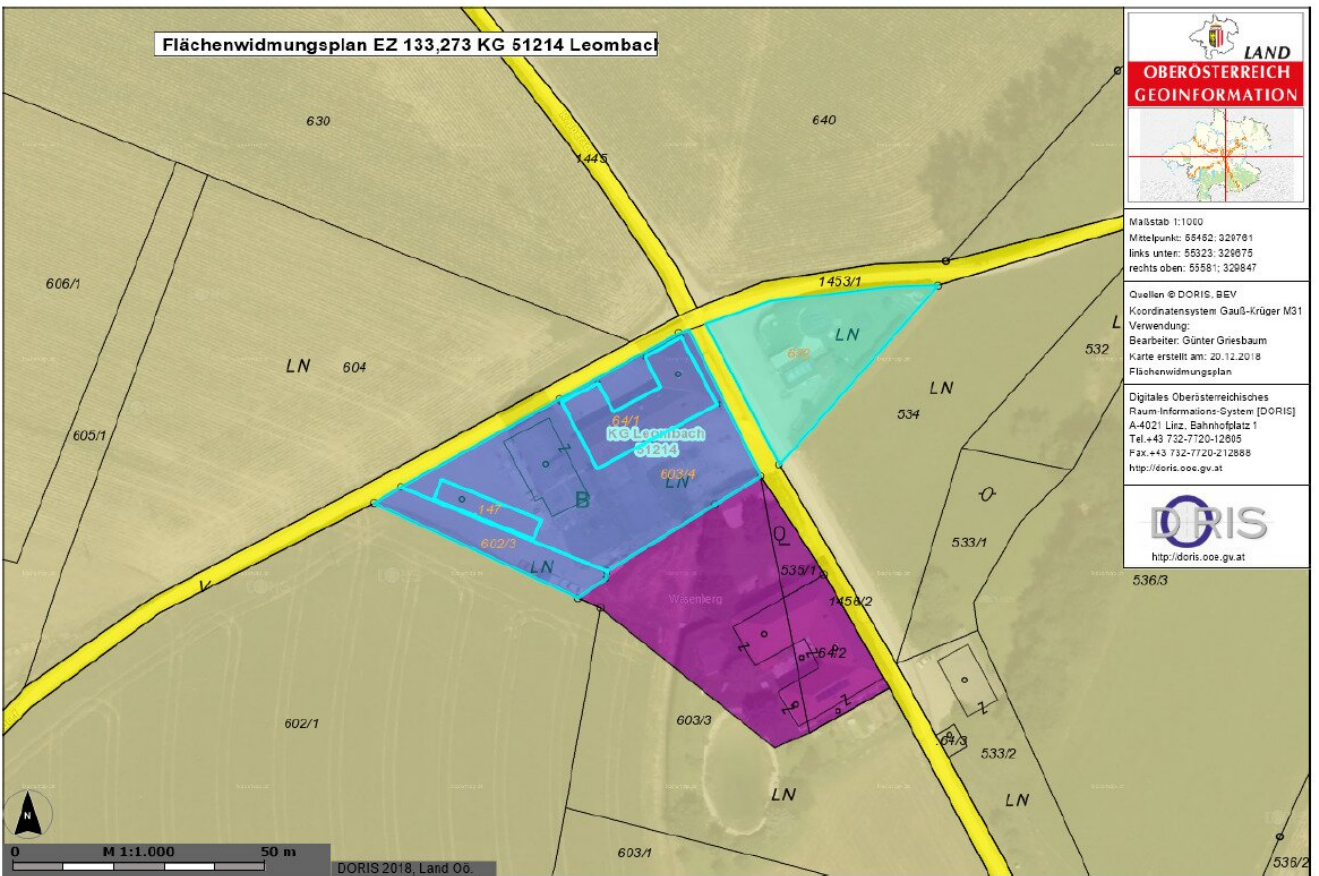 Flächenwidmungsplan EZ 133,273 KG 51214 Leombach
630
640
1445
606/1
1453/1
LN
532
LN 604
LN
534
64/1
KG Leombach
51214
605/1
603/4
LN
B
147
602/3
LN
533/1
535/1
V
Wasenberg
1456/2
64/2
602/1
603/3
.64/3
533/2
LN
LN
603/1
536/3
536/2
N
0 M 1:1.000 50 m
DORIS 2018, Land Oö.
LAND
OBERÖSTERREICH
GEOINFORMATION
Maßstab 1:1000
Mittelpunkt: 55452; 329761
links unten: 55323; 329675
rechts oben: 55581; 329847
Quellen © DORIS, BEV
Koordinatensystem Gauß-Krüger M31
Verwendung:
Bearbeiter: Günter Griesbaum
Karte erstellt am: 20.12.2018
Flächenwidmungsplan
Digitales Oberösterreichisches
Raum-Informations-System [DORIS]
A-4021 Linz, Bahnhofplatz 1
Tel.+43 732-7720-12605
Fax.+43 732-7720-212888
http://doris.ooe.gv.at
DORIS
http://doris.ooe.gv.at